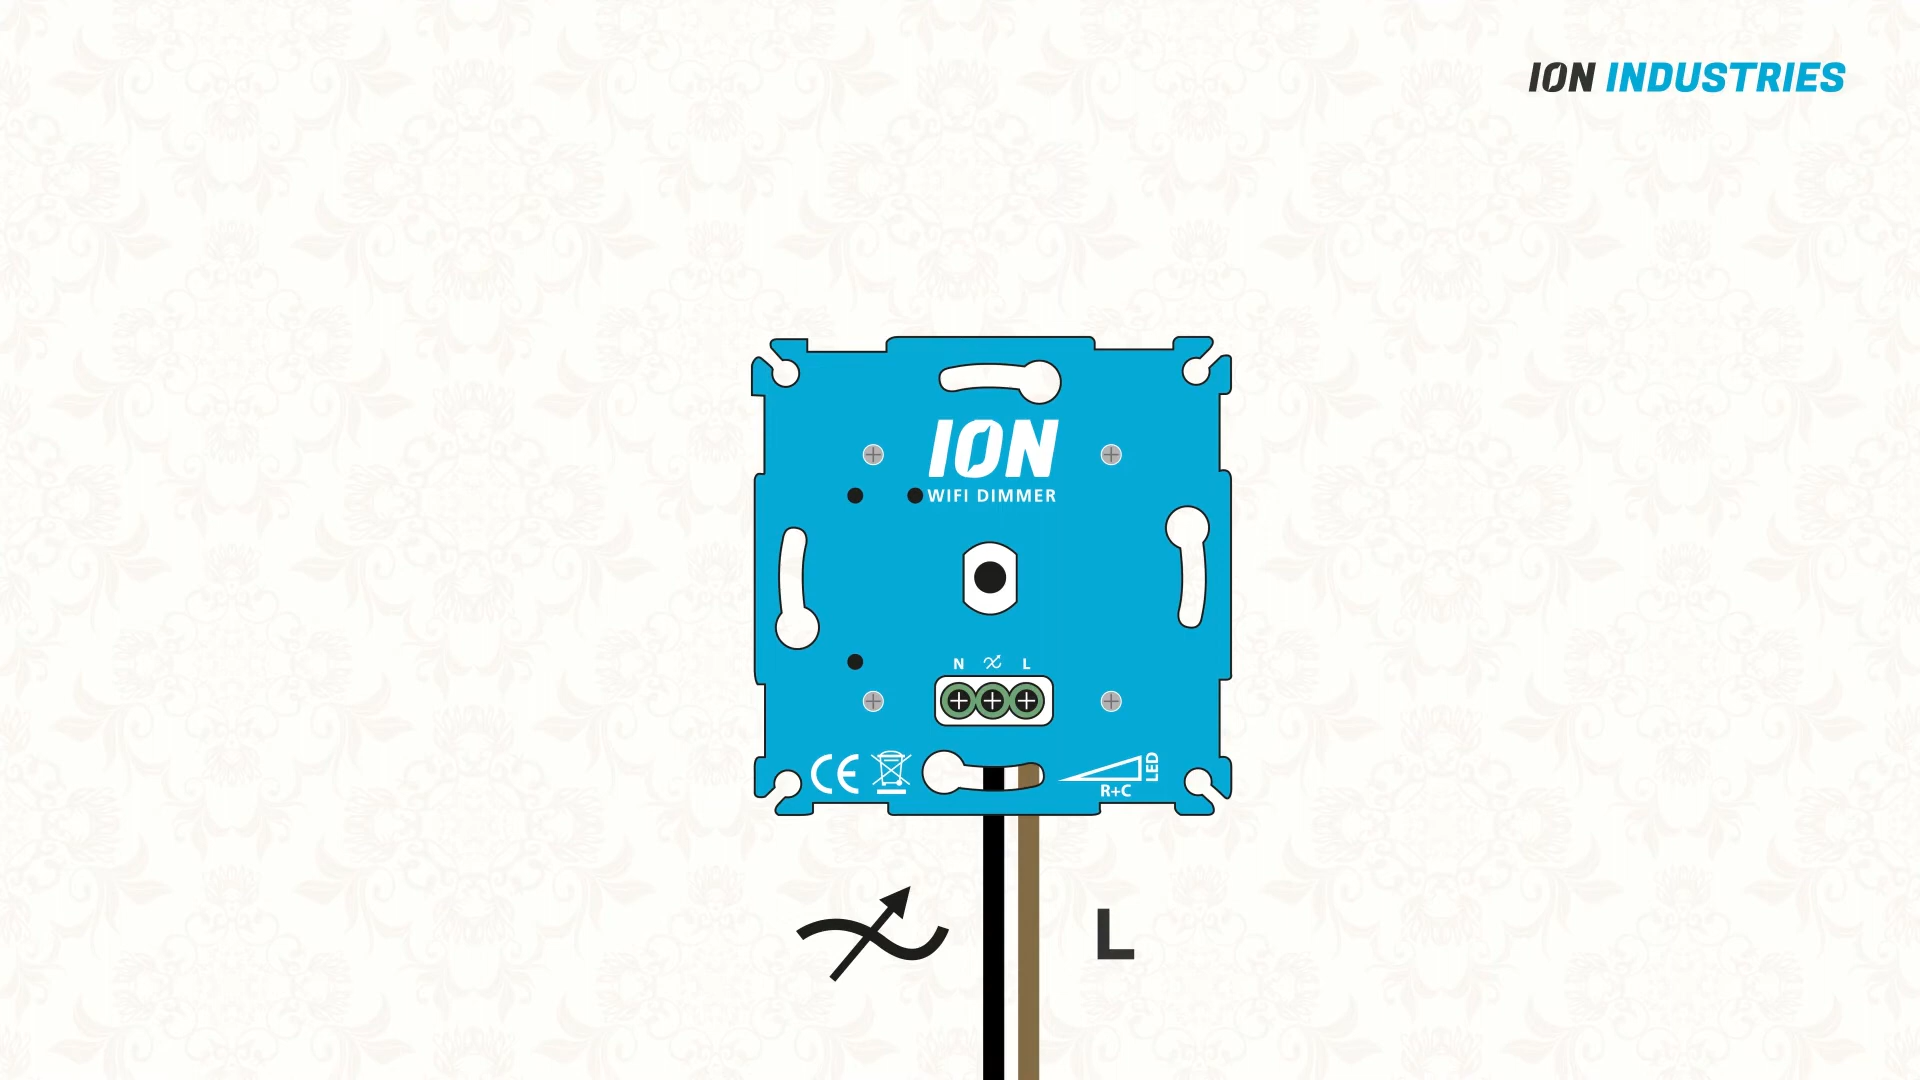 ION INDUSTRIES
ION
WIFI DIMMER
N L
CE
LED
R+C
L